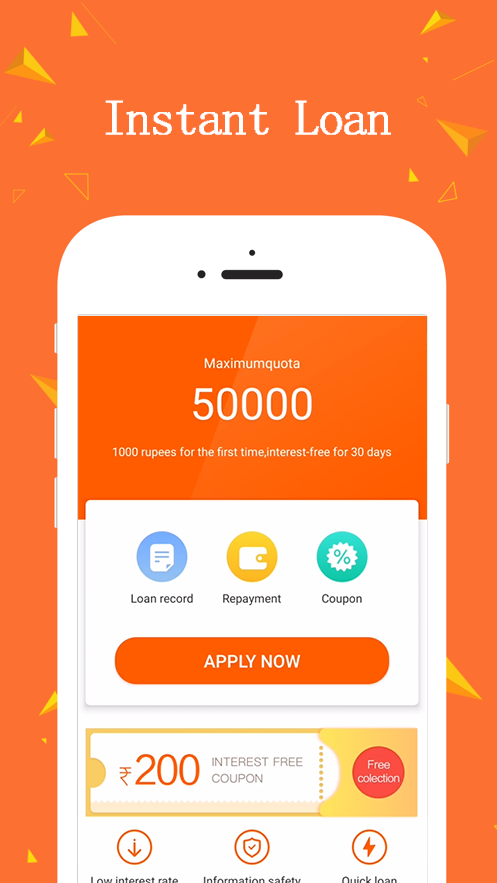 Instant Loan
Maximumquota
50000
1000 rupees for the first time,interest-free for 30 days
Loan record
Repayment
Coupon
APPLY NOW
₹200
INTEREST FREE
COUPON
Free
colection
Low interest rate
Information safety
Quick loan